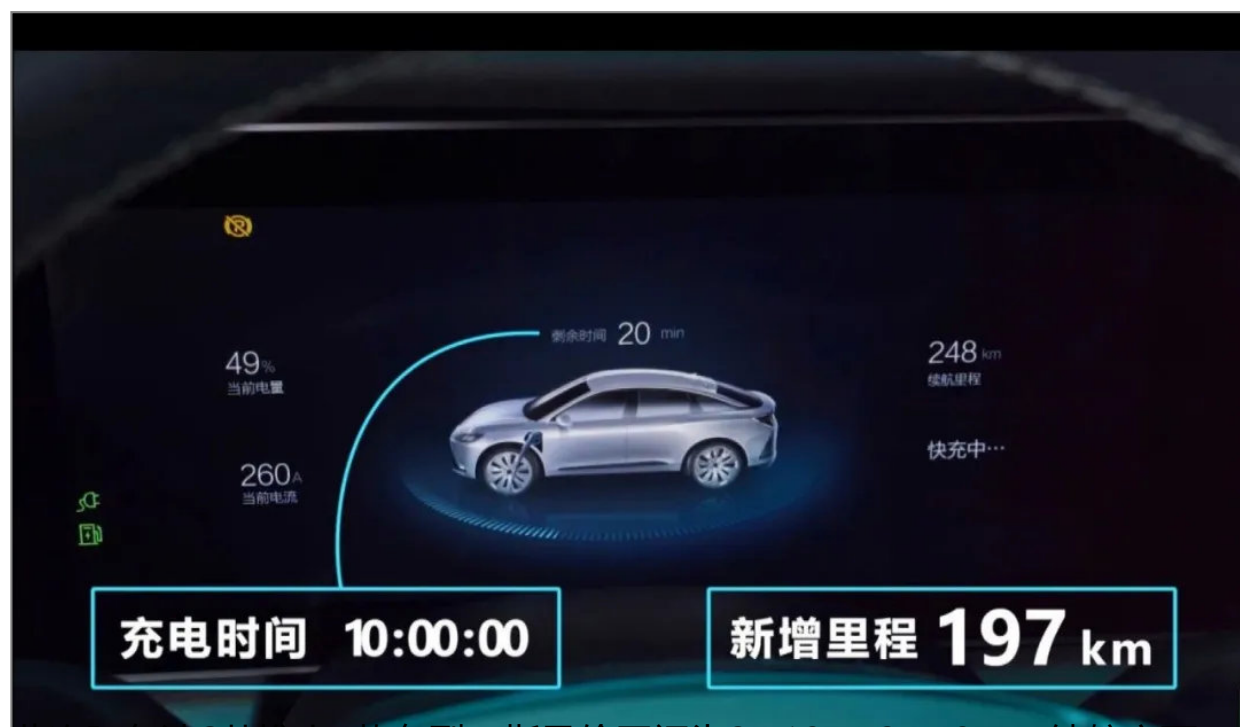 剩余时间 20 min
49%
当前电量
248 km
续航里程
260A
当前电流
快充中…
充电时间 10:00:00
新增里程 197 km